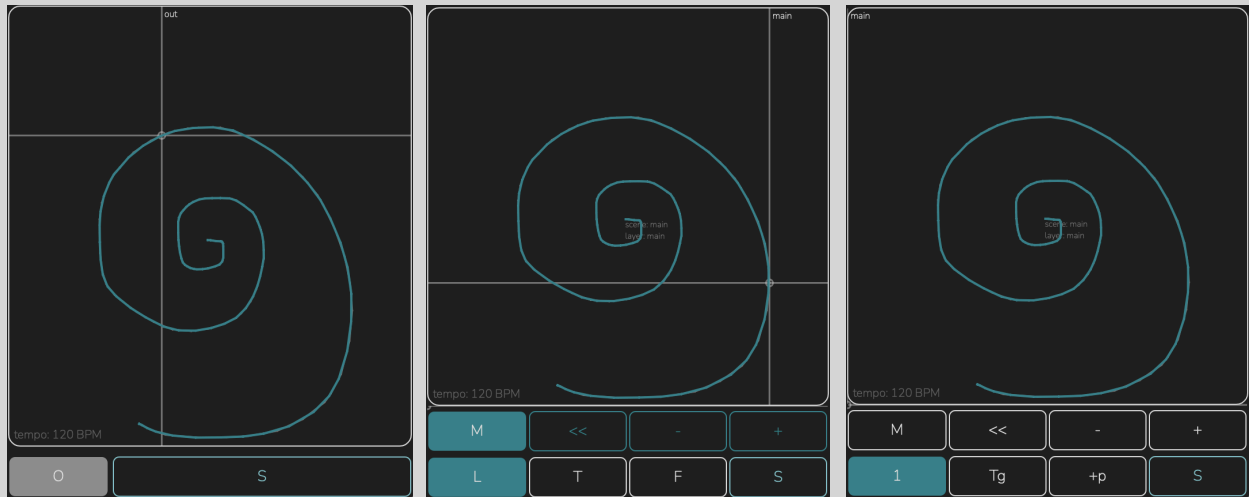 out
tempo: 120 BPM
O S
main
scene: main
layer: main
tempo: 120 BPM
M << - +
L T F S
main
scene: main
layer: main
tempo: 120 BPM
M << - +
1 Tg +p S